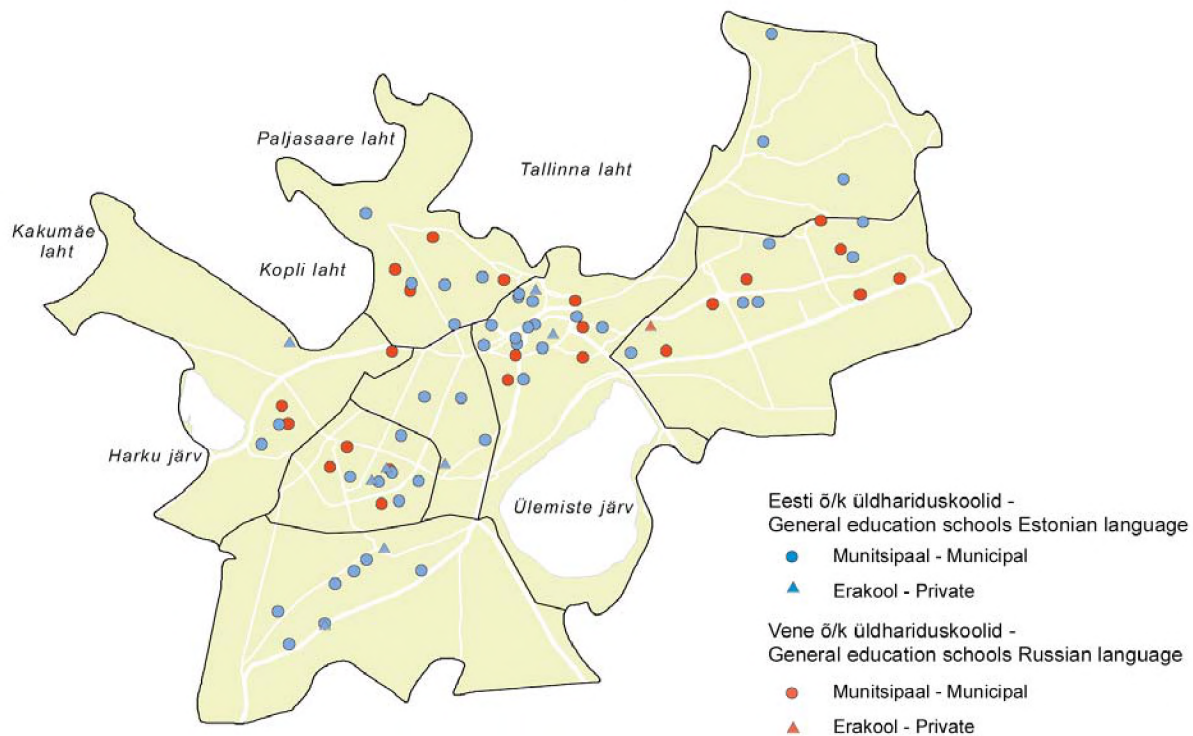 Paljasaare laht
Tallinna laht
Kakumäe
laht
Kopli laht
Harku järv
Ülemiste järv
Eesti õ/k üldhariduskoolid -
General education schools Estonian language
Munitsipaal - Municipal
Erakool - Private
Vene õ/k üldhariduskoolid -
General education schools Russian language
Munitsipaal - Municipal
Erakool - Private